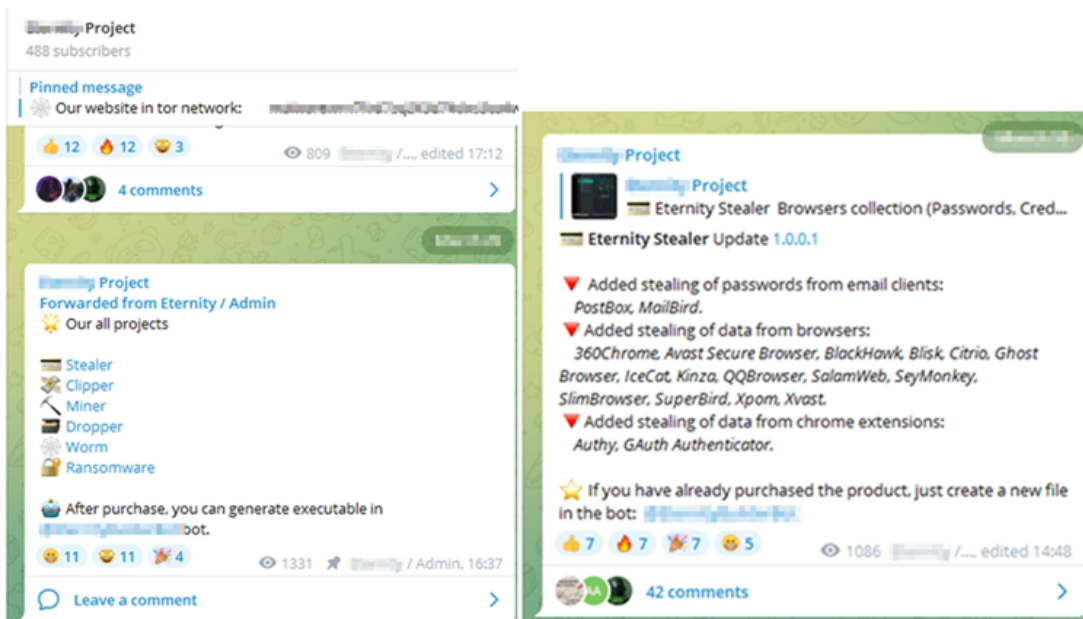 Project
488 subscribers
Pinned message
Our website in tor network:
12 12 3 809 /..., edited 17:12
4 comments
Project
Forwarded from Eternity / Admin
Our all projects
Stealer
Clipper
Miner
Dropper
Worm
Ransomware
After purchase, you can generate executable in
bot.
11 11 4 1331 / Admin, 16:37
Leave a comment
Project
Project
Eternity Stealer Browsers collection (Passwords, Cred...
Eternity Stealer Update 1.0.0.1
Added stealing of passwords from email clients:
PostBox, MailBird.
Added stealing of data from browsers:
360Chrome, Avast Secure Browser, BlackHawk, Blisk, Citrio, Ghost
Browser, IceCat, Kinza, QQBrowser, SalamWeb, SeyMonkey,
SlimBrowser, SuperBird, Xpom, Xvast.
Added stealing of data from chrome extensions:
Authy, GAuth Authenticator.
If you have already purchased the product, just create a new file
in the bot:
7 7 7 5 1086 /..., edited 14:48
AA
42 comments